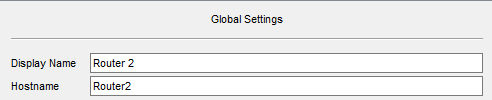 Global Settings
Display Name Router 2
Hostname Router2